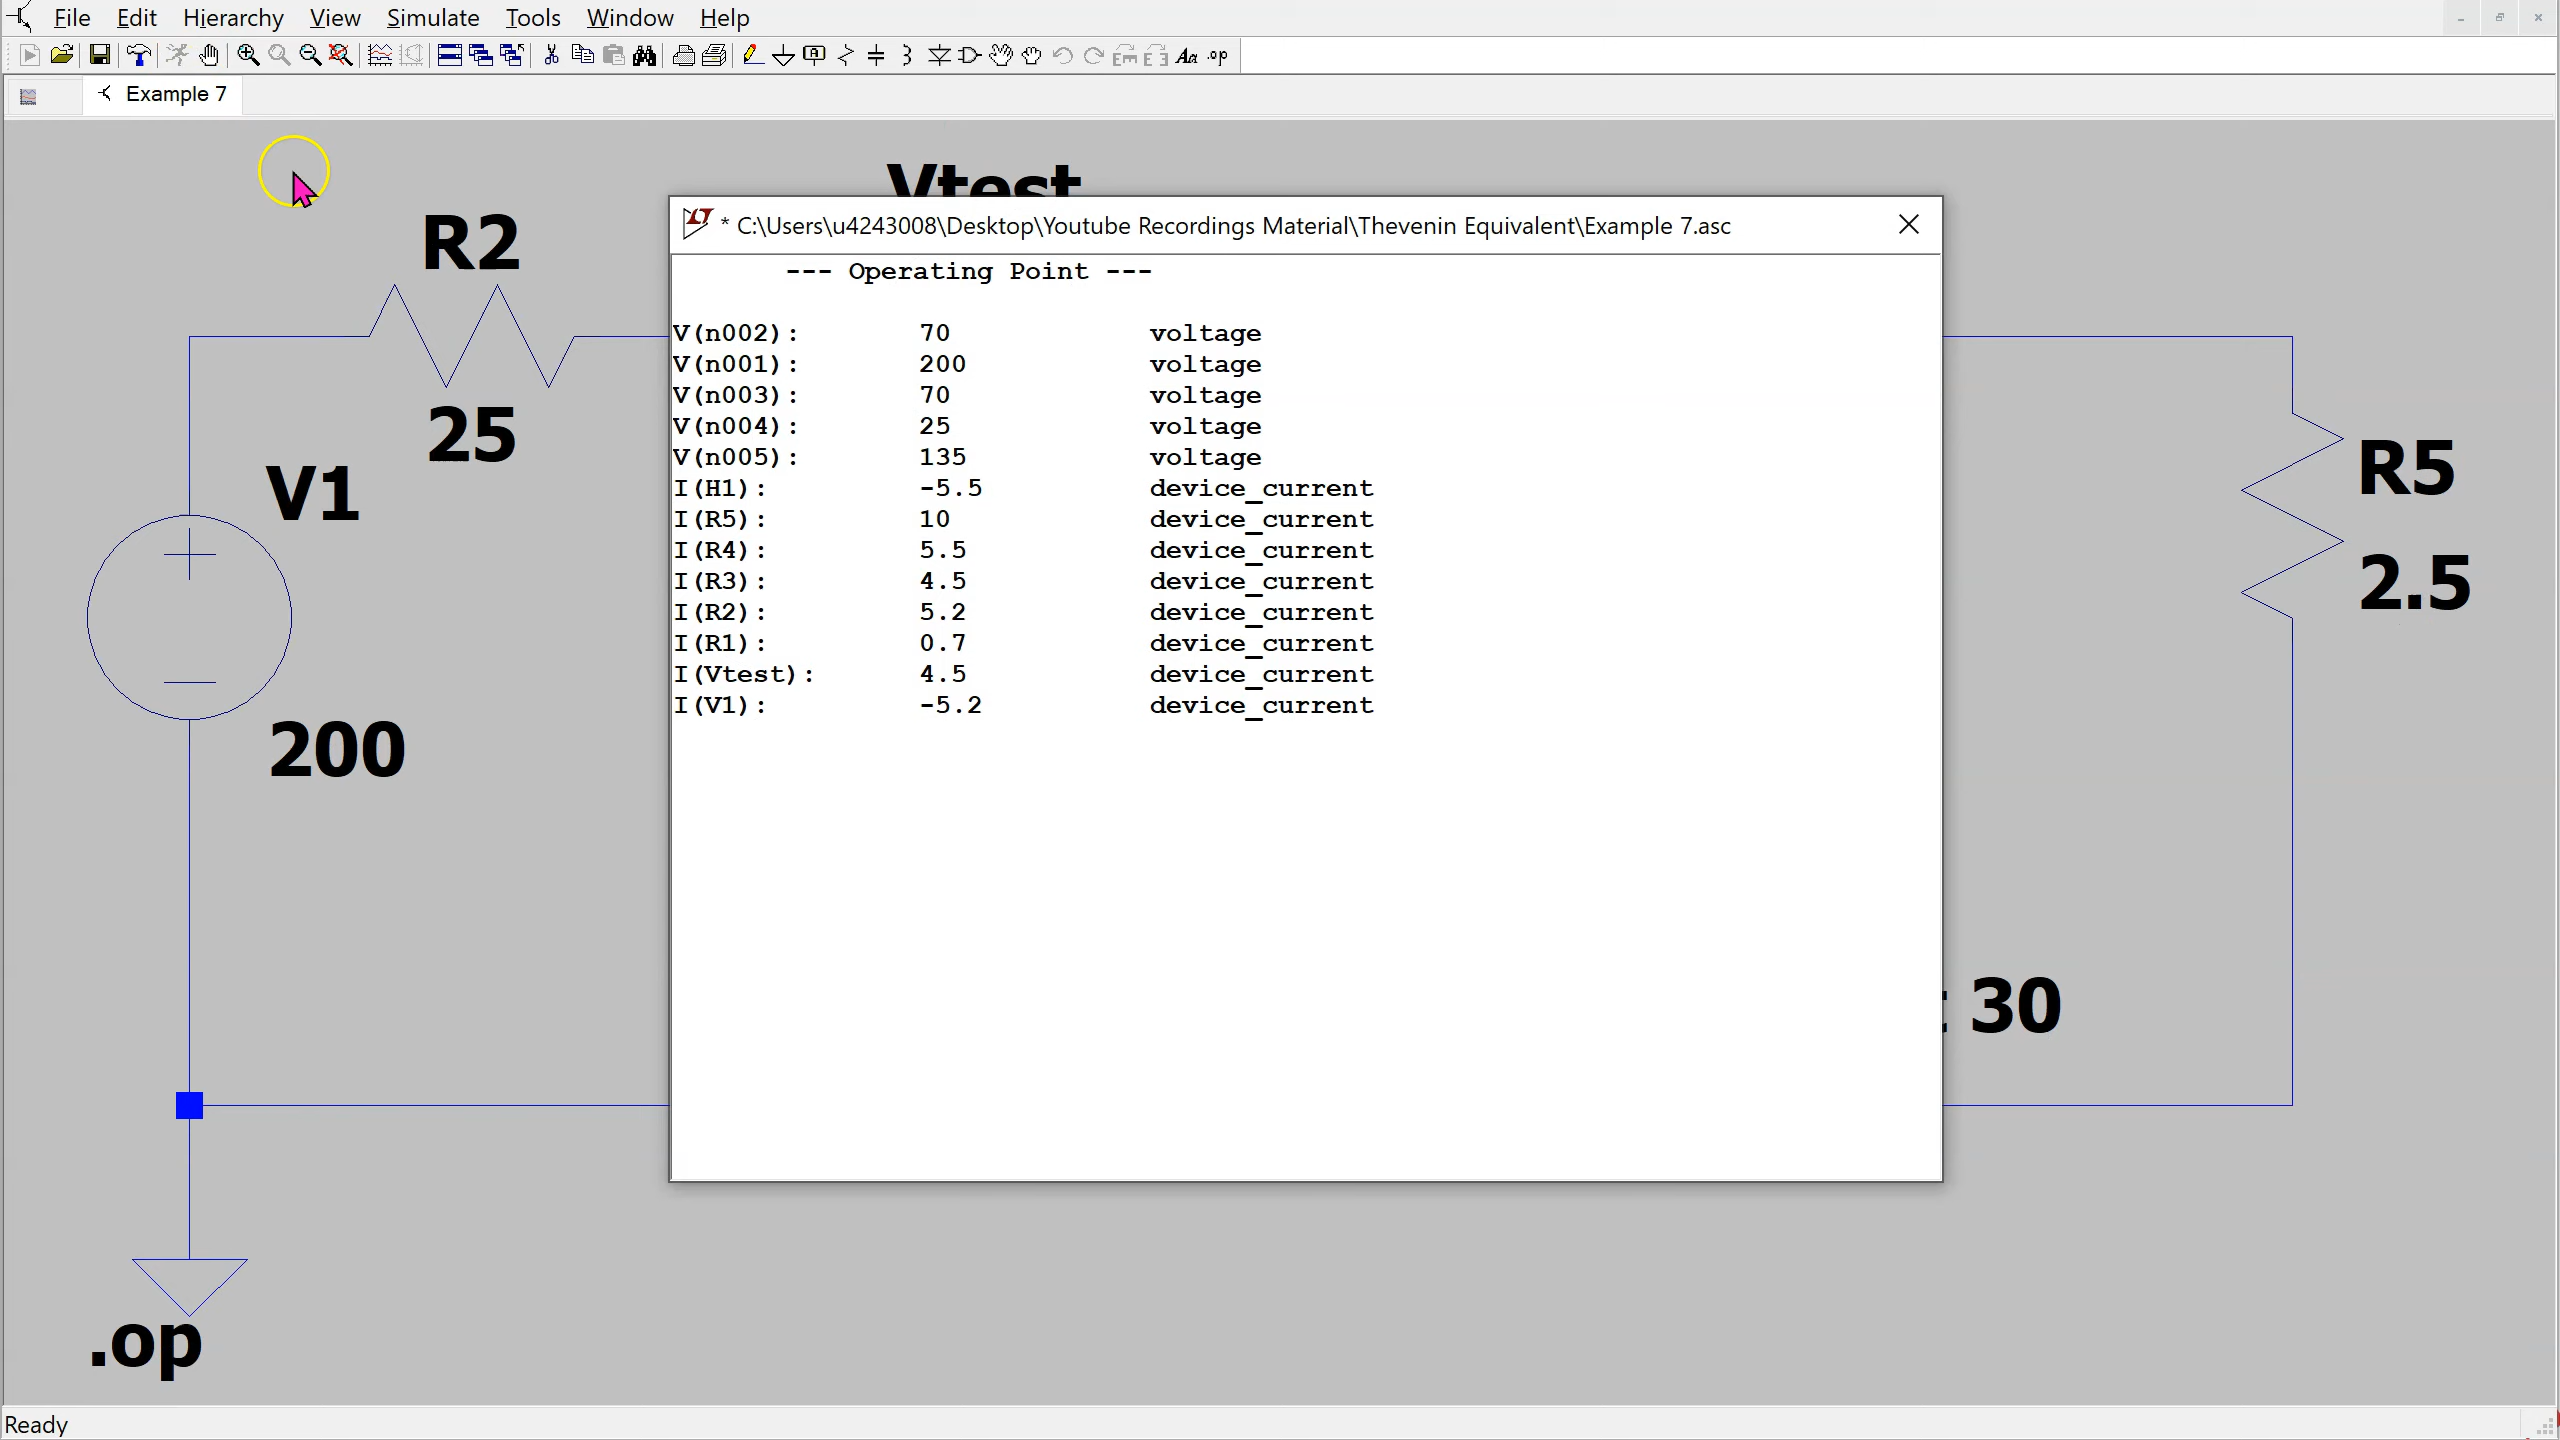 File Edit Hierarchy View Simulate Tools Window Help
Example 7
Vtest
R2
25
V1
200
.op
* C:\Users\u4243008\Desktop\Youtube Recordings Material\Thevenin Equivalent\Example 7.asc
--- Operating Point ---
V(n002): 70 voltage
V(n001): 200 voltage
V(n003): 70 voltage
V(n004): 25 voltage
V(n005): 135 voltage
I(H1): -5.5 device_current
I(R5): 10 device_current
I(R4): 5.5 device_current
I(R3): 4.5 device_current
I(R2): 5.2 device_current
I(R1): 0.7 device_current
I(Vtest): 4.5 device_current
I(V1): -5.2 device_current
R5
2.5
30
Ready